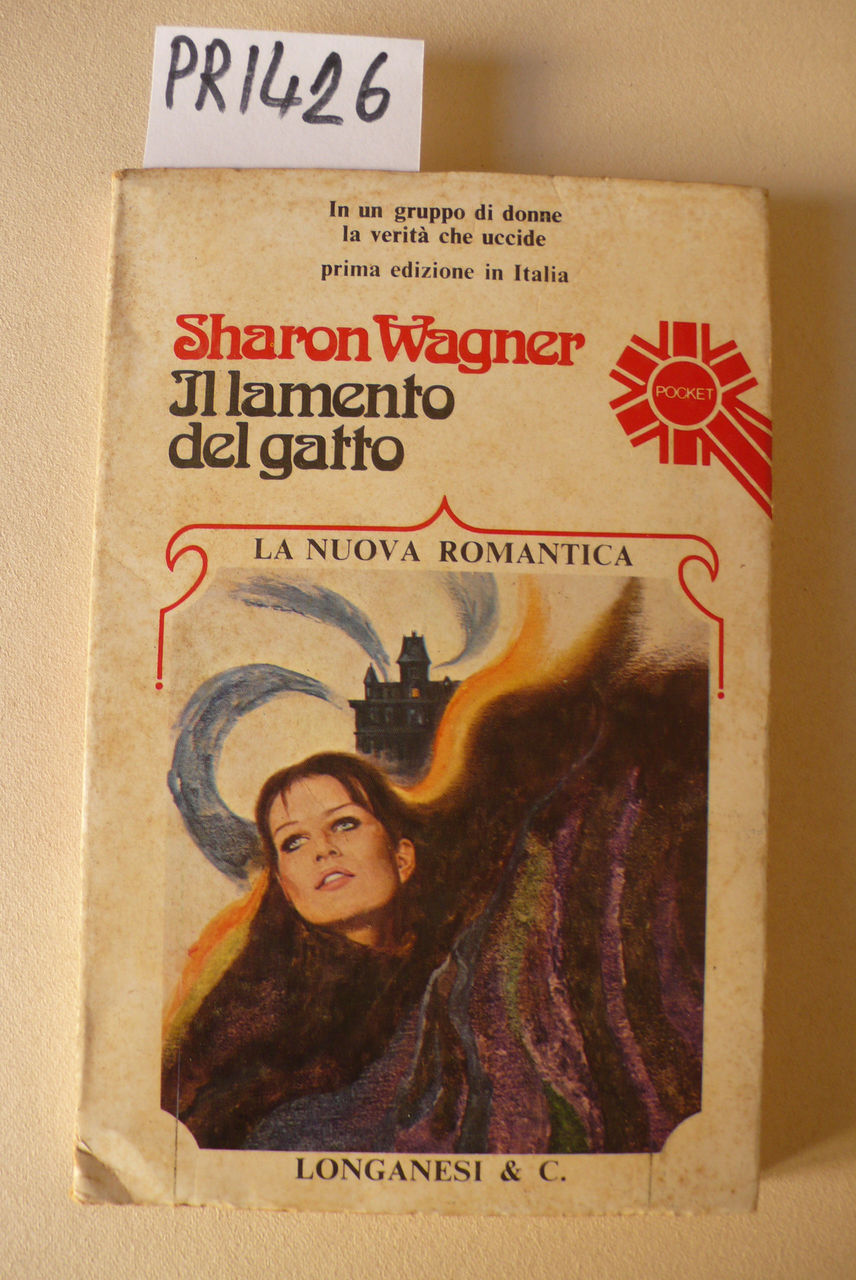 PR1426
In un gruppo di donne
la verità che uccide
prima edizione in Italia
Sharon Wagner
Il lamento
del gatto
POCKET
LA NUOVA ROMANTICA
LONGANESI & C.